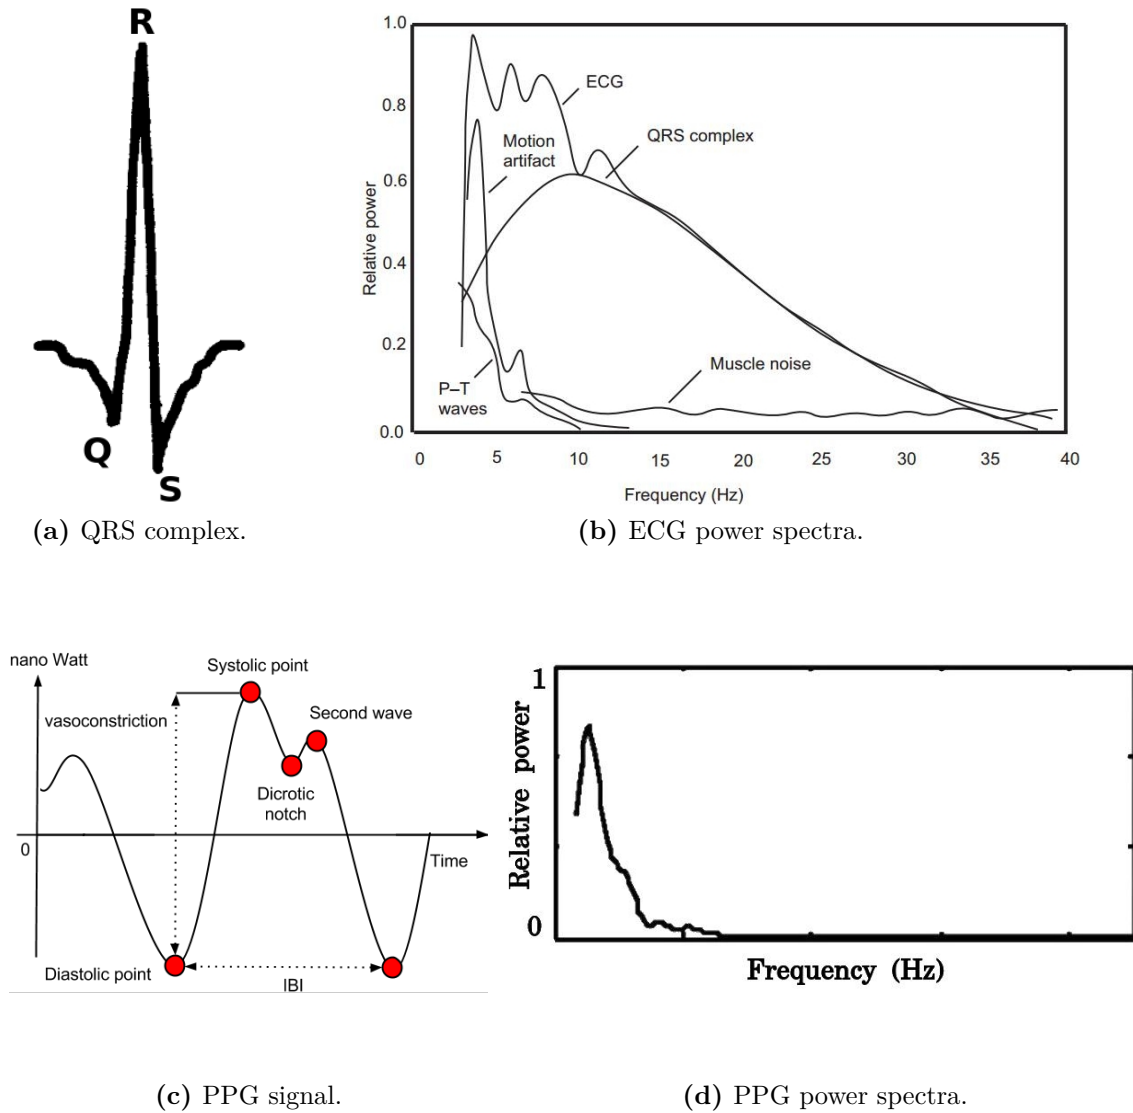 R
Q
S
(a) QRS complex.
1.0
0.8
0.6
0.4
0.2
0.0
Relative power
ECG
QRS complex
Motion
artifact
P–T
waves
Muscle noise
0 5 10 15 20 25 30 35 40
Frequency (Hz)
(b) ECG power spectra.
nano Watt
Systolic point
vasoconstriction
Second wave
Dicrotic
notch
0
Time
Diastolic point
IBI
(c) PPG signal.
1
Relative power
0
Frequency (Hz)
(d) PPG power spectra.